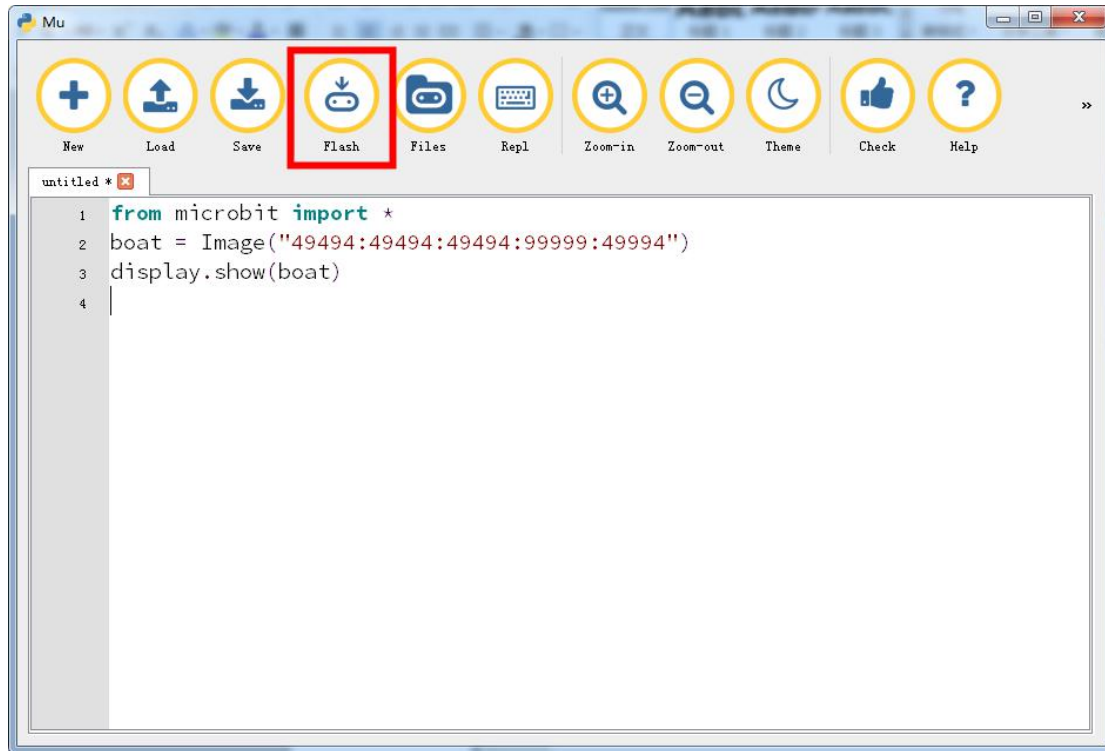 Mu
New Load Save Flash Files Repl Zoom-in Zoom-out Theme Check Help »
untitled *
1 from microbit import *
2 boat = Image("49494:49494:49494:99999:49994")
3 display.show(boat)
4